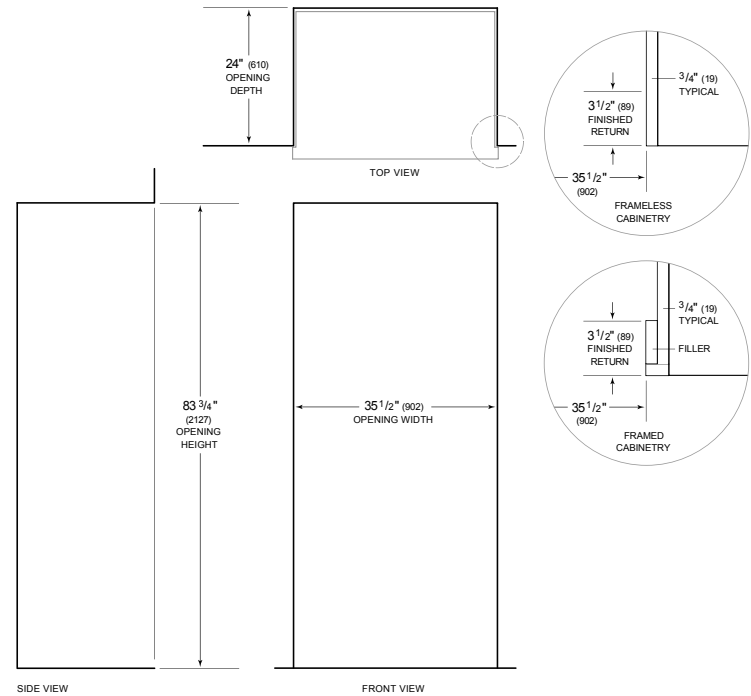 24" (610)
OPENING
DEPTH
TOP VIEW
3/4" (19)
TYPICAL
3 1/2" (89)
FINISHED
RETURN
35 1/2"
(902)
FRAMELESS
CABINETRY
3/4" (19)
TYPICAL
3 1/2" (89)
FINISHED
RETURN
FILLER
35 1/2"
(902)
FRAMED
CABINETRY
83 3/4"
(2127)
OPENING
HEIGHT
35 1/2" (902)
OPENING WIDTH
SIDE VIEW
FRONT VIEW